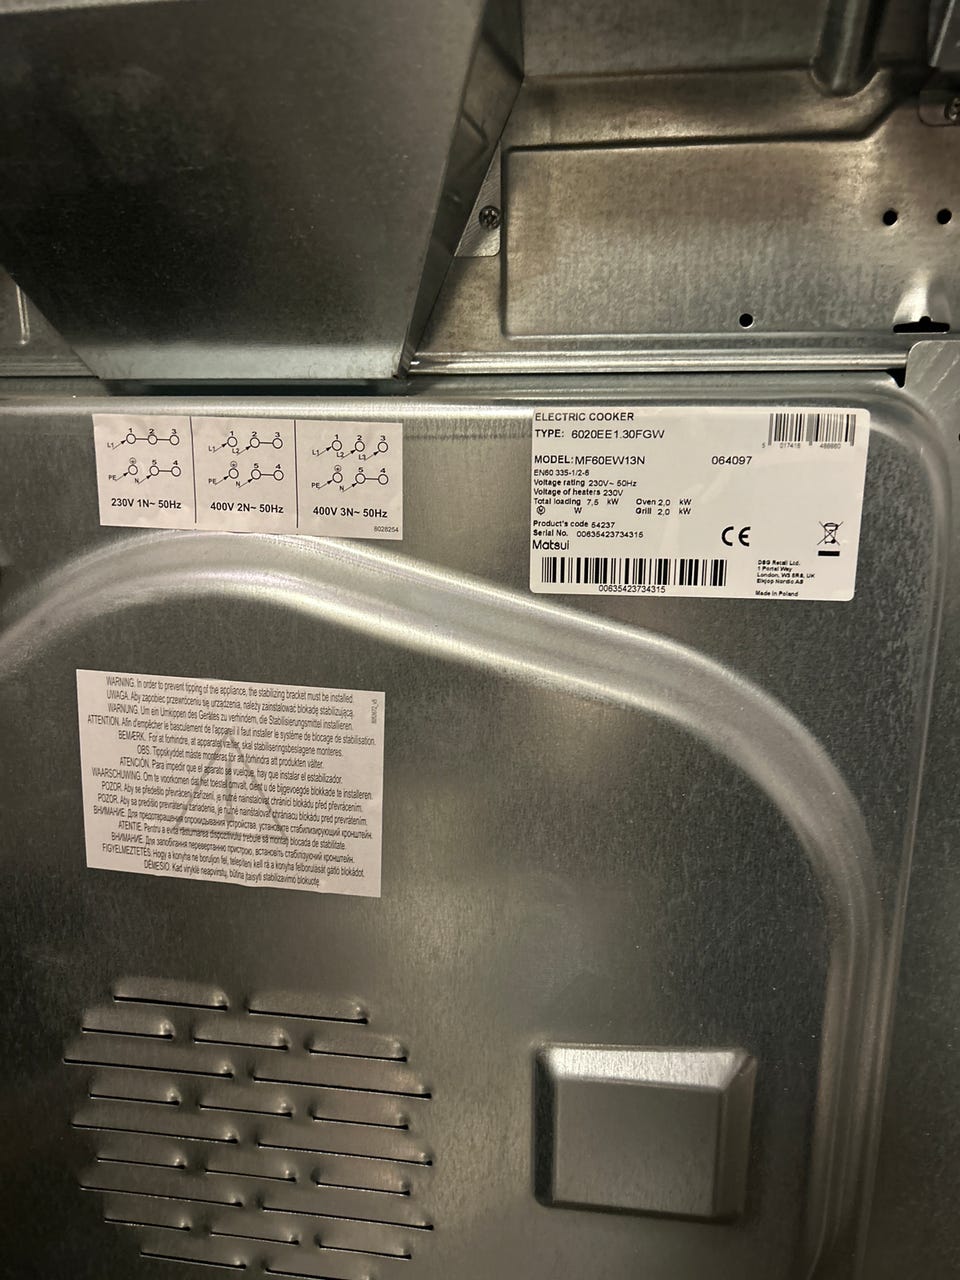 1 2 3
L1
PE N 5 4
230V 1N~ 50Hz
1 2 3
L1 L2
PE N 5 4
400V 2N~ 50Hz
1 2 3
L1 L2 L3
PE N 5 4
400V 3N~ 50Hz
8028254
ELECTRIC COOKER
TYPE: 6020EE1.30FGW
MODEL: MF60EW13N 064097
EN60 335-1/2-6
Voltage rating 230V~ 50Hz
Voltage of heaters 230V
Total loading 7,5 kW Oven 2,0 kW
M W Grill 2,0 kW
Product's code 54237
Serial No. 00635423734315
Matsui
00635423734315
CE
DSG Retail Ltd.
1 Portal Way
London, W3 6RS, UK
Elkjop Nordic AS
Made in Poland
WARNING. In order to prevent tipping of the appliance, the stabilizing bracket must be installed.
UWAGA. Aby zapobiec przewróceniu się urządzenia, należy zainstalować blokadę stabilizującą.
WARNUNG. Um ein Umkippen des Gerätes zu verhindern, die Stabilisierungsmittel installieren.
ATTENTION. Afin d'empêcher le basculement de l'appareil il faut installer le système de blocage de stabilisation.
BEMÆRK. For at forhindre, at apparatet vælter, skal stabiliseringsbeslagene monteres.
OBS. Tippskyddet måste monteras för att förhindra att produkten välter.
ATENCIÓN. Para impedir que el aparato se vuelque, hay que instalar el estabilizador.
WAARSCHUWING. Om te voorkomen dat het toestel omvalt, dient u de bijgevoegde blokkade te installeren.
POZOR. Aby se předešlo převrácení zařízení, je nutné nainstalovat chránící blokádu před převrácením.
POZOR. Aby sa predišlo prevráteniu zariadenia, je nutné nainštalovať chrániacu blokádu pred prevrátením.
ВНИМАНИЕ. Для предотвращения опрокидывания устройства, установите стабилизирующий кронштейн.
ATENTIE. Pentru a evita răsturnarea dispozitivului trebuie să montaţi blocada de stabilitate.
ВНИМАНИЕ. Для запобігання перевертанню пристрою, встановіть стабілізуючий кронштейн.
FIGYELMEZTETÉS. Hogy a konyha ne boruljon fel, telepíteni kell rá a konyha felborulását gátló blokádot.
DĖMESIO. Kad viryklė neapvirstų, būtina įtaisyti stabilizavimo blokuotę.